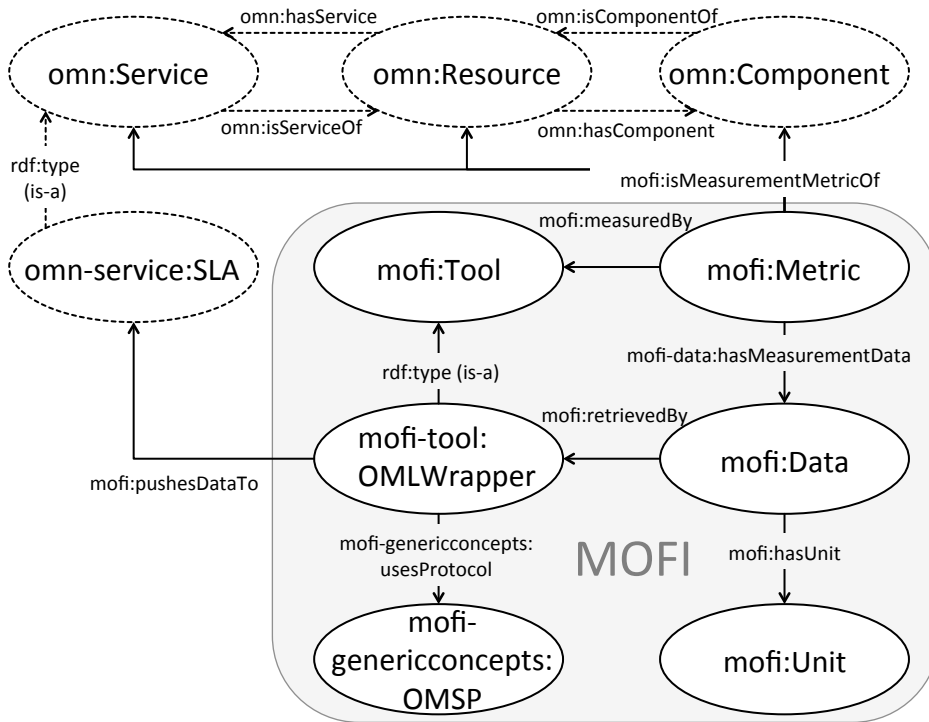 omn:hasService
omn:isComponentOf
omn:Service
omn:Resource
omn:Component
omn:isServiceOf
omn:hasComponent
rdf:type
(is-a)
mofi:isMeasurementMetricOf
mofi:measuredBy
omn-service:SLA
mofi:Tool
mofi:Metric
mofi-data:hasMeasurementData
rdf:type (is-a)
mofi:retrievedBy
mofi-tool:
OMLWrapper
mofi:Data
mofi:pushesDataTo
mofi-genericconcepts:
usesProtocol
MOFI
mofi:hasUnit
mofi-
genericconcepts:
OMSP
mofi:Unit